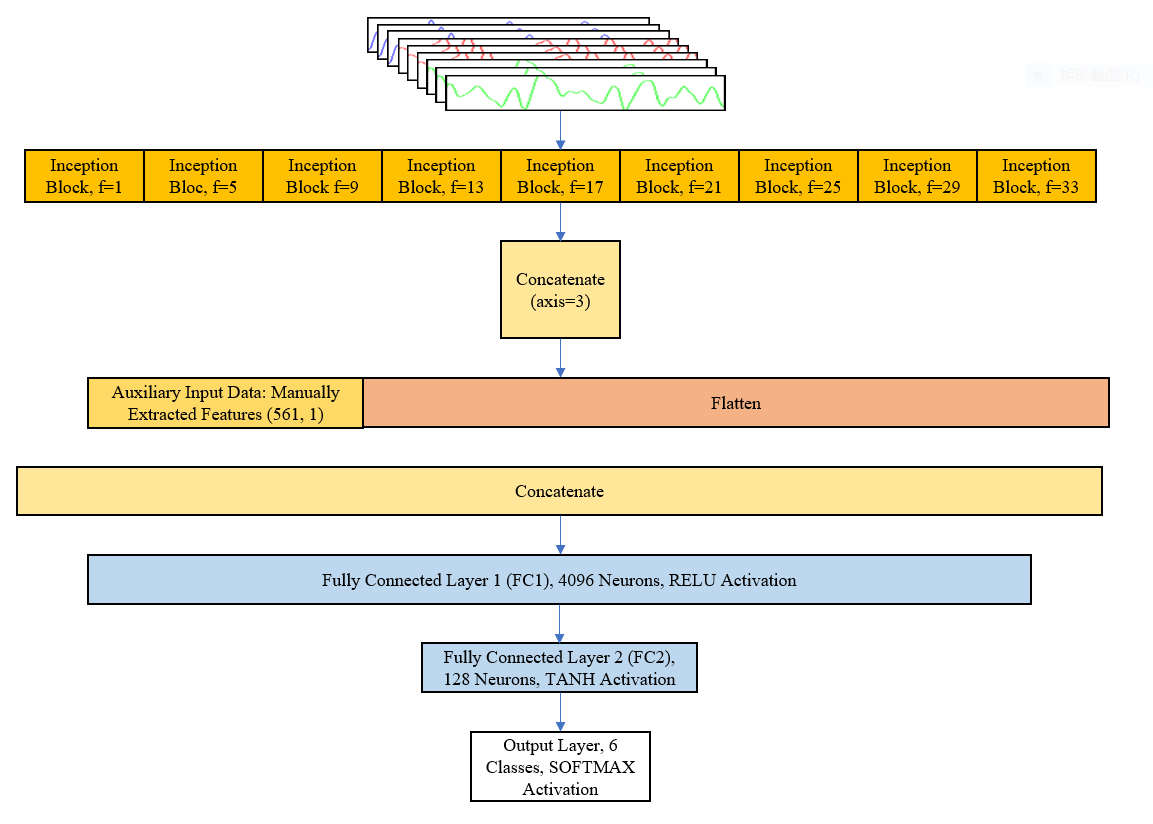 Inception
Block, f=1
Inception
Bloc, f=5
Inception
Block f=9
Inception
Block, f=13
Inception
Block, f=17
Inception
Block, f=21
Inception
Block, f=25
Inception
Block, f=29
Inception
Block, f=33
Concatenate
(axis=3)
Auxiliary Input Data: Manually
Extracted Features (561, 1)
Flatten
Concatenate
Fully Connected Layer 1 (FC1), 4096 Neurons, RELU Activation
Fully Connected Layer 2 (FC2),
128 Neurons, TANH Activation
Output Layer, 6
Classes, SOFTMAX
Activation